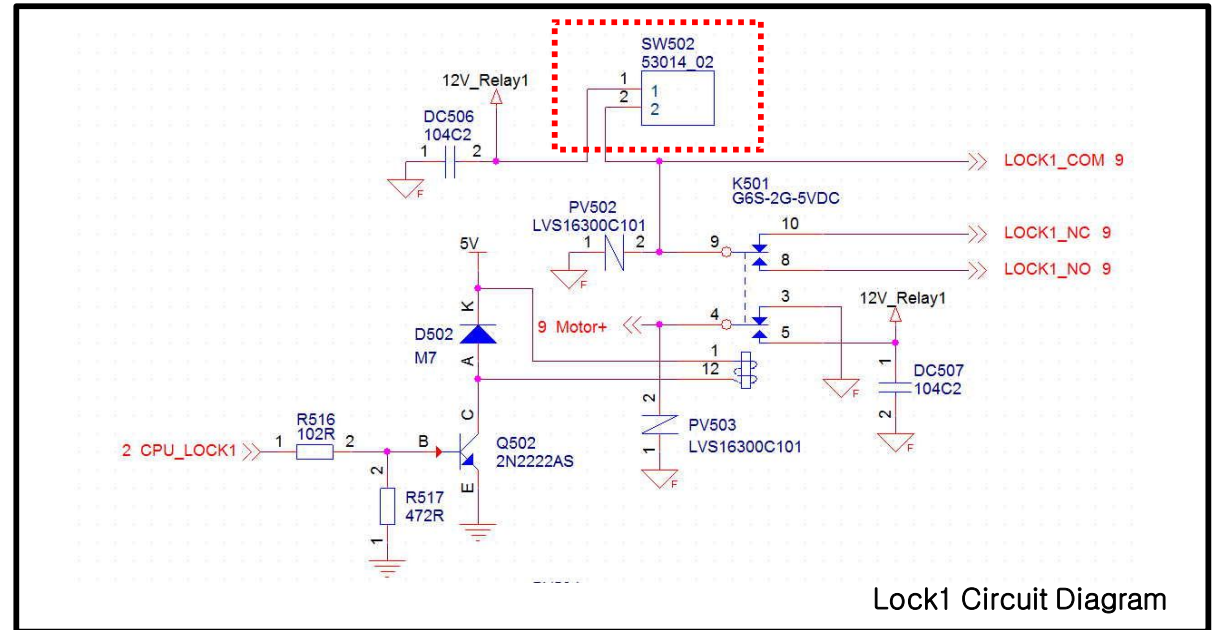 SW502
53014_02
1
2
1
2
12V_Relay1
DC506
104C2
1
2
F
LOCK1_COM 9
K501
G6S-2G-5VDC
PV502
LVS16300C101
1
2
9
10
LOCK1_NC 9
8
LOCK1_NO 9
F
5V
K
D502
M7
A
9 Motor+
4
3
5
12V_Relay1
1
12
F
1
DC507
104C2
2
F
2
PV503
LVS16300C101
1
F
R516
102R
2 CPU_LOCK1
1
2
B
C
Q502
2N2222AS
E
2
R517
472R
1
Lock1 Circuit Diagram